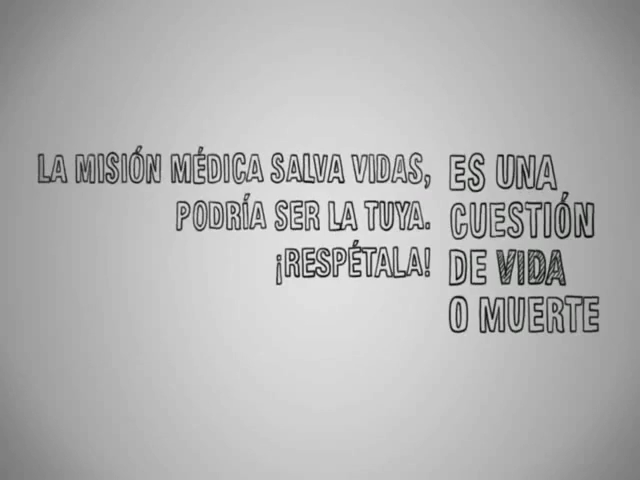 LA MISIÓN MÉDICA SALVA VIDAS,
PODRÍA SER LA TUYA.
¡RESPÉTALA!
ES UNA
CUESTIÓN
DE VIDA
O MUERTE